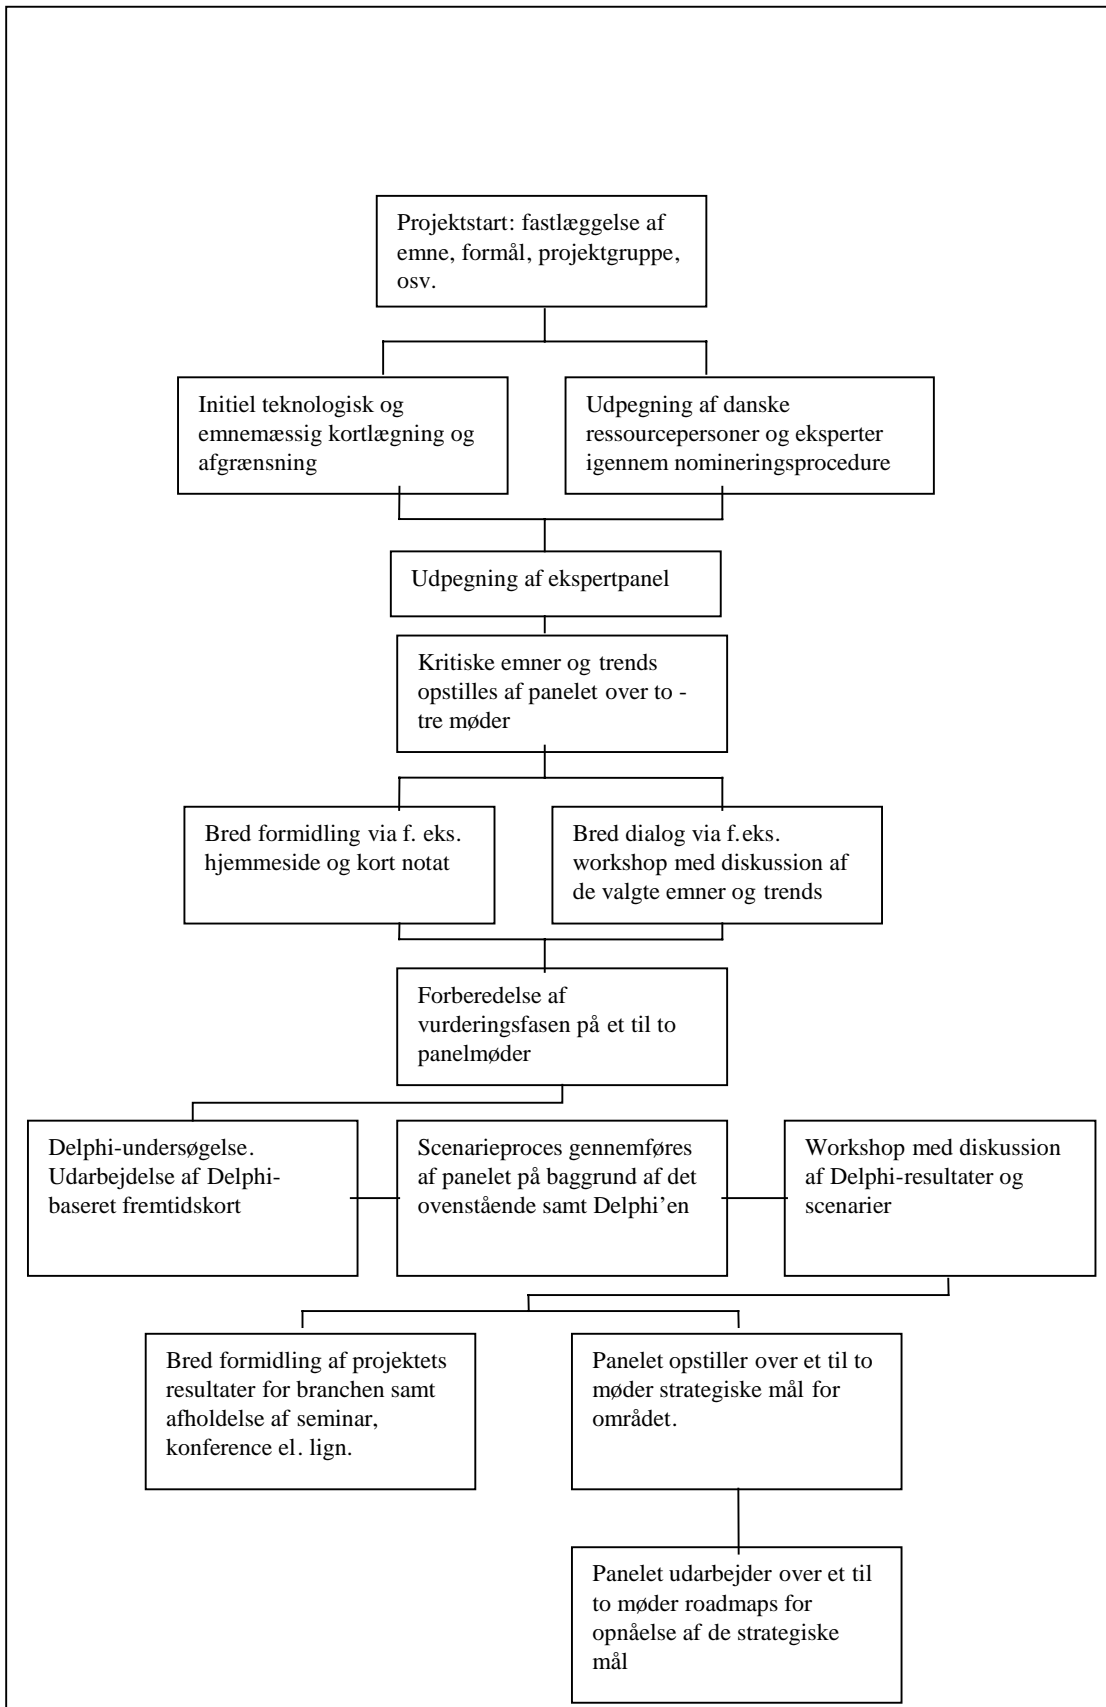 Projektstart: fastlæggelse af
emne, formål, projektgruppe,
osv.
Initiel teknologisk og
emnemæssig kortlægning og
afgrænsning
Udpegning af danske
ressourcepersoner og eksperter
igennem nomineringsprocedure
Udpegning af ekspertpanel
Kritiske emner og trends
opstilles af panelet over to -
tre møder
Bred formidling via f. eks.
hjemmeside og kort notat
Bred dialog via f.eks.
workshop med diskussion af
de valgte emner og trends
Forberedelse af
vurderingsfasen på et til to
panelmøder
Delphi-undersøgelse.
Udarbejdelse af Delphi-
baseret fremtidskort
Scenarieproces gennemføres
af panelet på baggrund af det
ovenstående samt Delphi’en
Workshop med diskussion
af Delphi-resultater og
scenarier
Bred formidling af projektets
resultater for branchen samt
afholdelse af seminar,
konference el. lign.
Panelet opstiller over et til to
møder strategiske mål for
området.
Panelet udarbejder over et til
to møder roadmaps for
opnåelse af de strategiske
mål